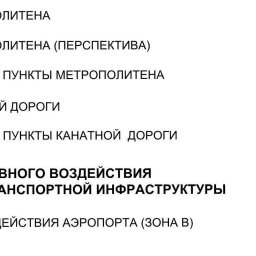 ОЛИТЕНА
ОЛИТЕНА (ПЕРСПЕКТИВА)
ПУНКТЫ МЕТРОПОЛИТЕНА
Й ДОРОГИ
ПУНКТЫ КАНАТНОЙ ДОРОГИ
ВНОГО ВОЗДЕЙСТВИЯ
АНСПОРТНОЙ ИНФРАСТРУКТУРЫ
ДЕЙСТВИЯ АЭРОПОРТА (ЗОНА В)